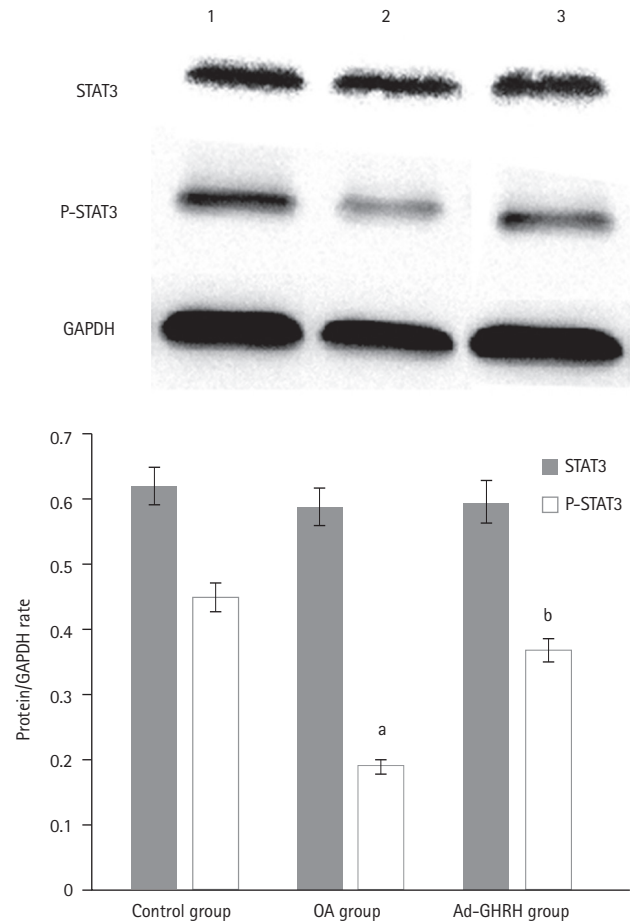 1 2 3
STAT3
P-STAT3
GAPDH
0.7
0.6
0.5
0.4
0.3
0.2
0.1
0
Protein/GAPDH rate
STAT3
P-STAT3
a
b
Control group OA group Ad-GHRH group